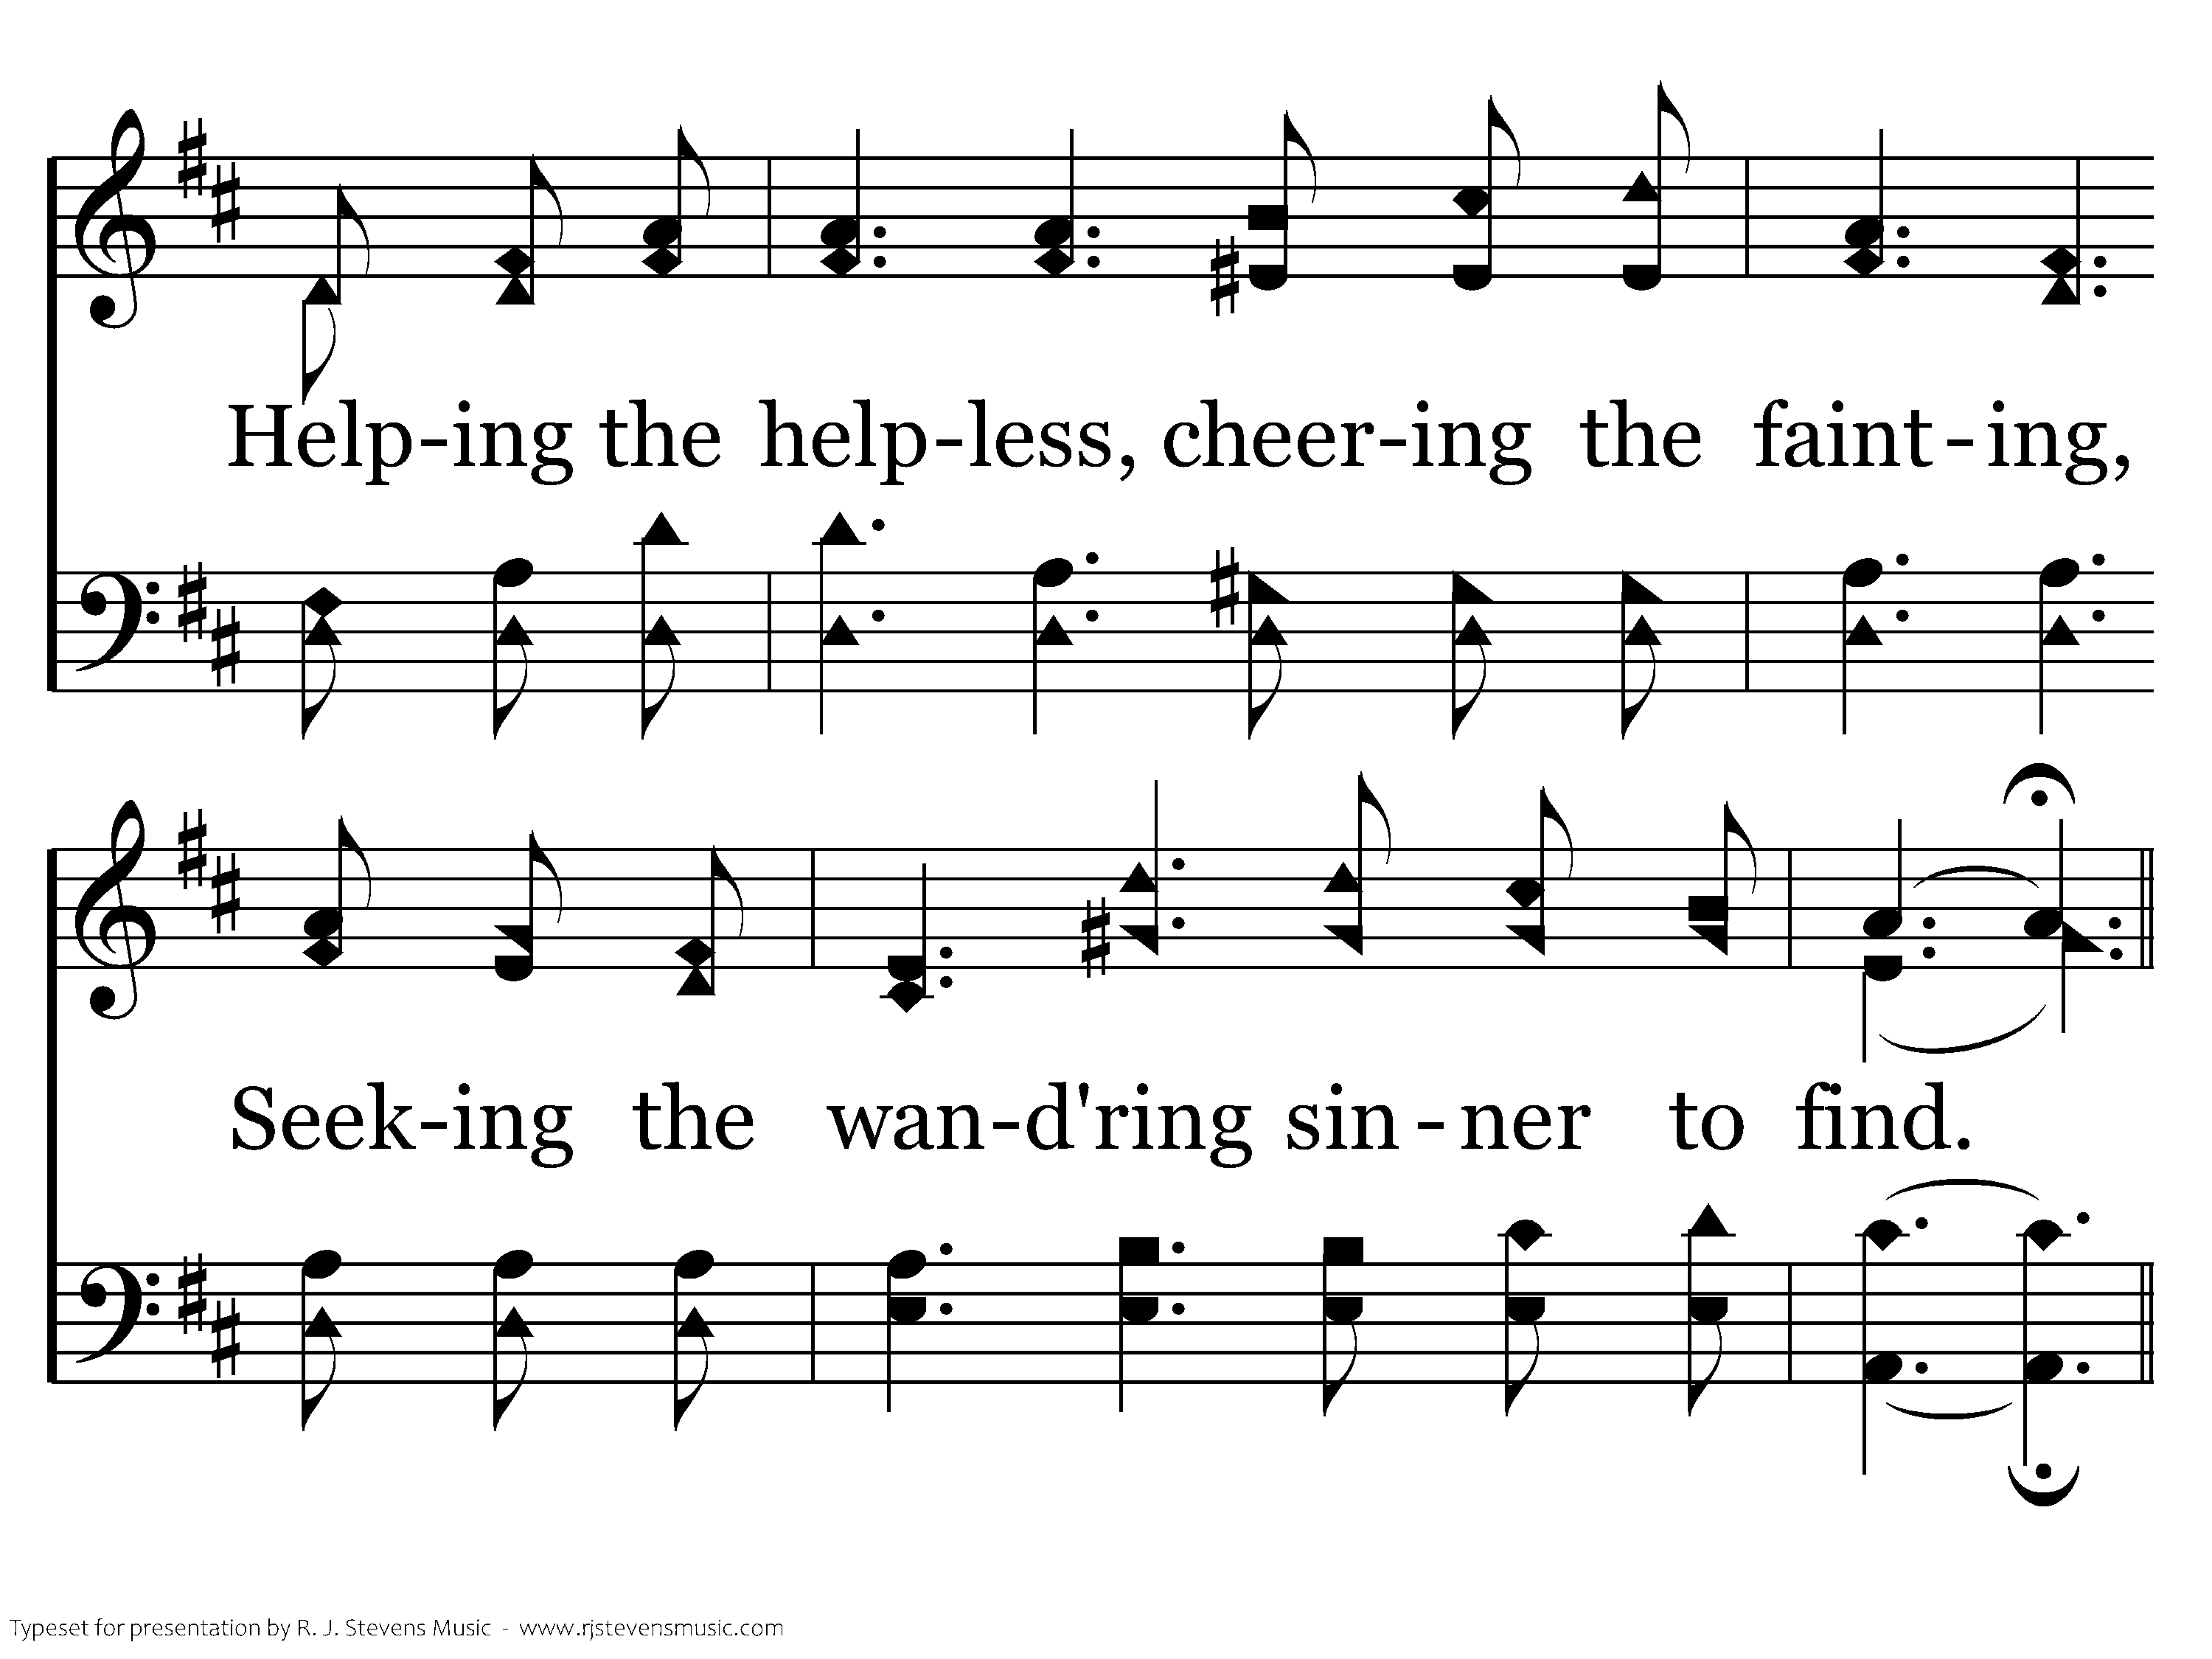 Help-ing the help-less, cheer-ing the faint-ing,
Seek-ing the wan-d'ring sin-ner to find.
Typeset for presentation by R. J. Stevens Music - www.rjstevensmusic.com